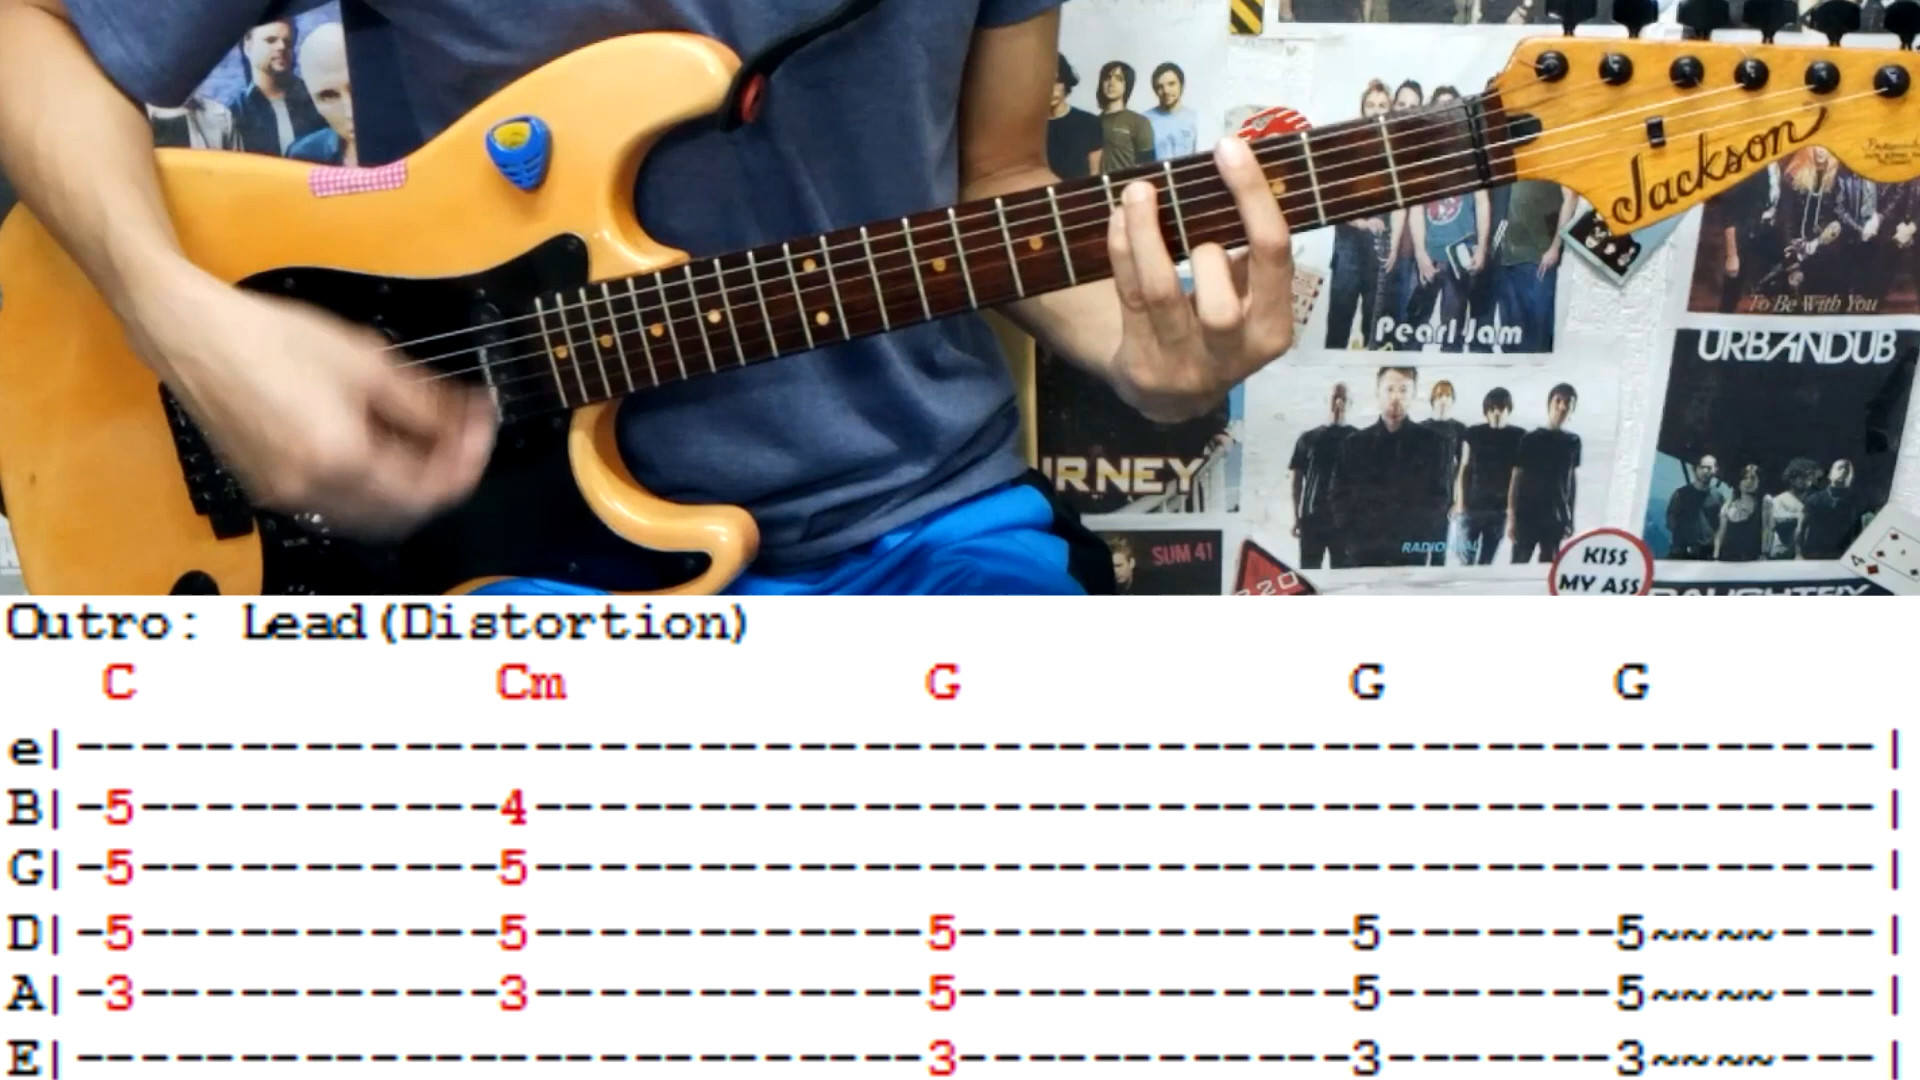 Jackson
Pearl Jam
To Be With You
URBANDUB
RNEY
SUM 41
KISS
MY ASS
Outro: Lead(Distortion)
C Cm G G G
e|-------------------------------------------------------|
B|-5-----------4-----------------------------------------|
G|-5-----------5-----------------------------------------|
D|-5-----------5------------5------------5-------5~~~~---|
A|-3-----------3------------5------------5-------5~~~~---|
E|--------------------------3------------3-------3~~~~---|